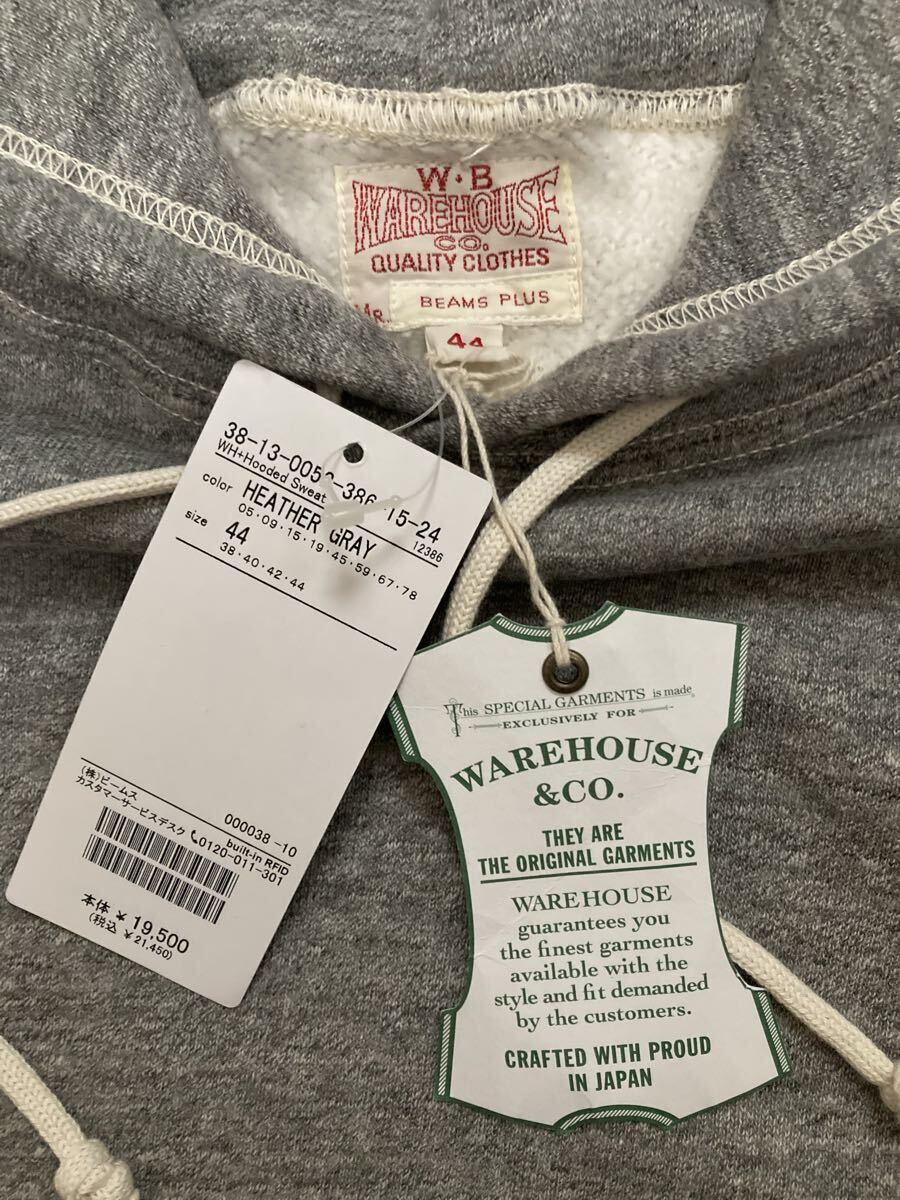 W・B
WAREHOUSE
CO.
QUALITY CLOTHES
BEAMS PLUS
44
38-13-0053-386 15-24
WH+Hooded Sweat
12386
color HEATHER GRAY
05・09・15・19・45・59・67・78
size 44
38・40・42・44
(株)ビームス
カスタマーサービスデスク 0120-011-301
000038 -10
built-in RFID
本体 ¥ 19,500
(税込 ¥ 21,450)
This SPECIAL GARMENTS is made
EXCLUSIVELY FOR
WAREHOUSE
&CO.
THEY ARE
THE ORIGINAL GARMENTS
WAREHOUSE
guarantees you
the finest garments
available with the
style and fit demanded
by the customers.
CRAFTED WITH PROUD
IN JAPAN